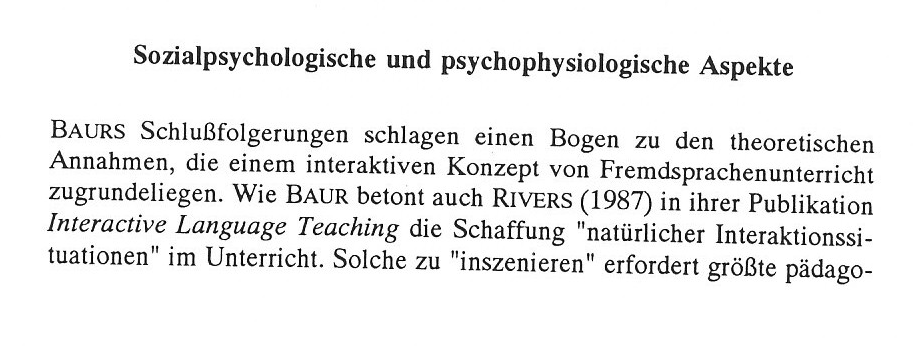 Sozialpsychologische und psychophysiologische Aspekte
BAURS Schlußfolgerungen schlagen einen Bogen zu den theoretischen
Annahmen, die einem interaktiven Konzept von Fremdsprachenunterricht
zugrundeliegen. Wie BAUR betont auch RIVERS (1987) in ihrer Publikation
Interactive Language Teaching die Schaffung "natürlicher Interaktionssi-
tuationen" im Unterricht. Solche zu "inszenieren" erfordert größte pädago-